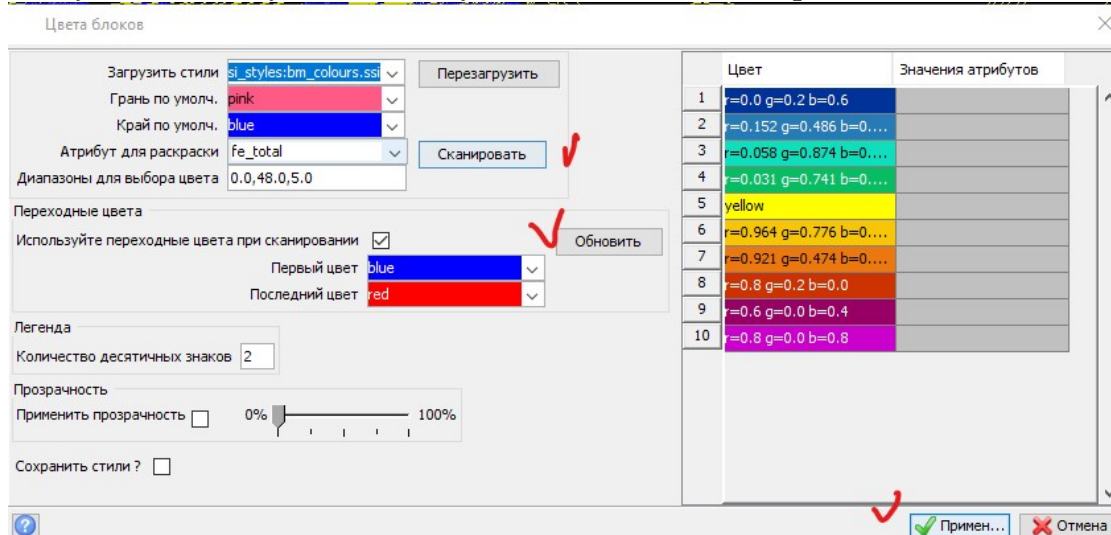 Цвета блоков
Загрузить стили si_styles:bm_colours.ssi Перезагрузить
Грань по умолч. pink
Край по умолч. blue
Атрибут для раскраски fe_total Сканировать
Диапазоны для выбора цвета 0.0,48.0,5.0
Переходные цвета
Используйте переходные цвета при сканировании Обновить
Первый цвет blue
Последний цвет red
Легенда
Количество десятичных знаков 2
Прозрачность
Применить прозрачность 0% 100%
Сохранить стили ?
Цвет Значения атрибутов
1 r=0.0 g=0.2 b=0.6
2 r=0.152 g=0.486 b=0....
3 r=0.058 g=0.874 b=0....
4 r=0.031 g=0.741 b=0....
5 yellow
6 r=0.964 g=0.776 b=0....
7 r=0.921 g=0.474 b=0....
8 r=0.8 g=0.2 b=0.0
9 r=0.6 g=0.0 b=0.4
10 r=0.8 g=0.0 b=0.8
? Примен... Отмена